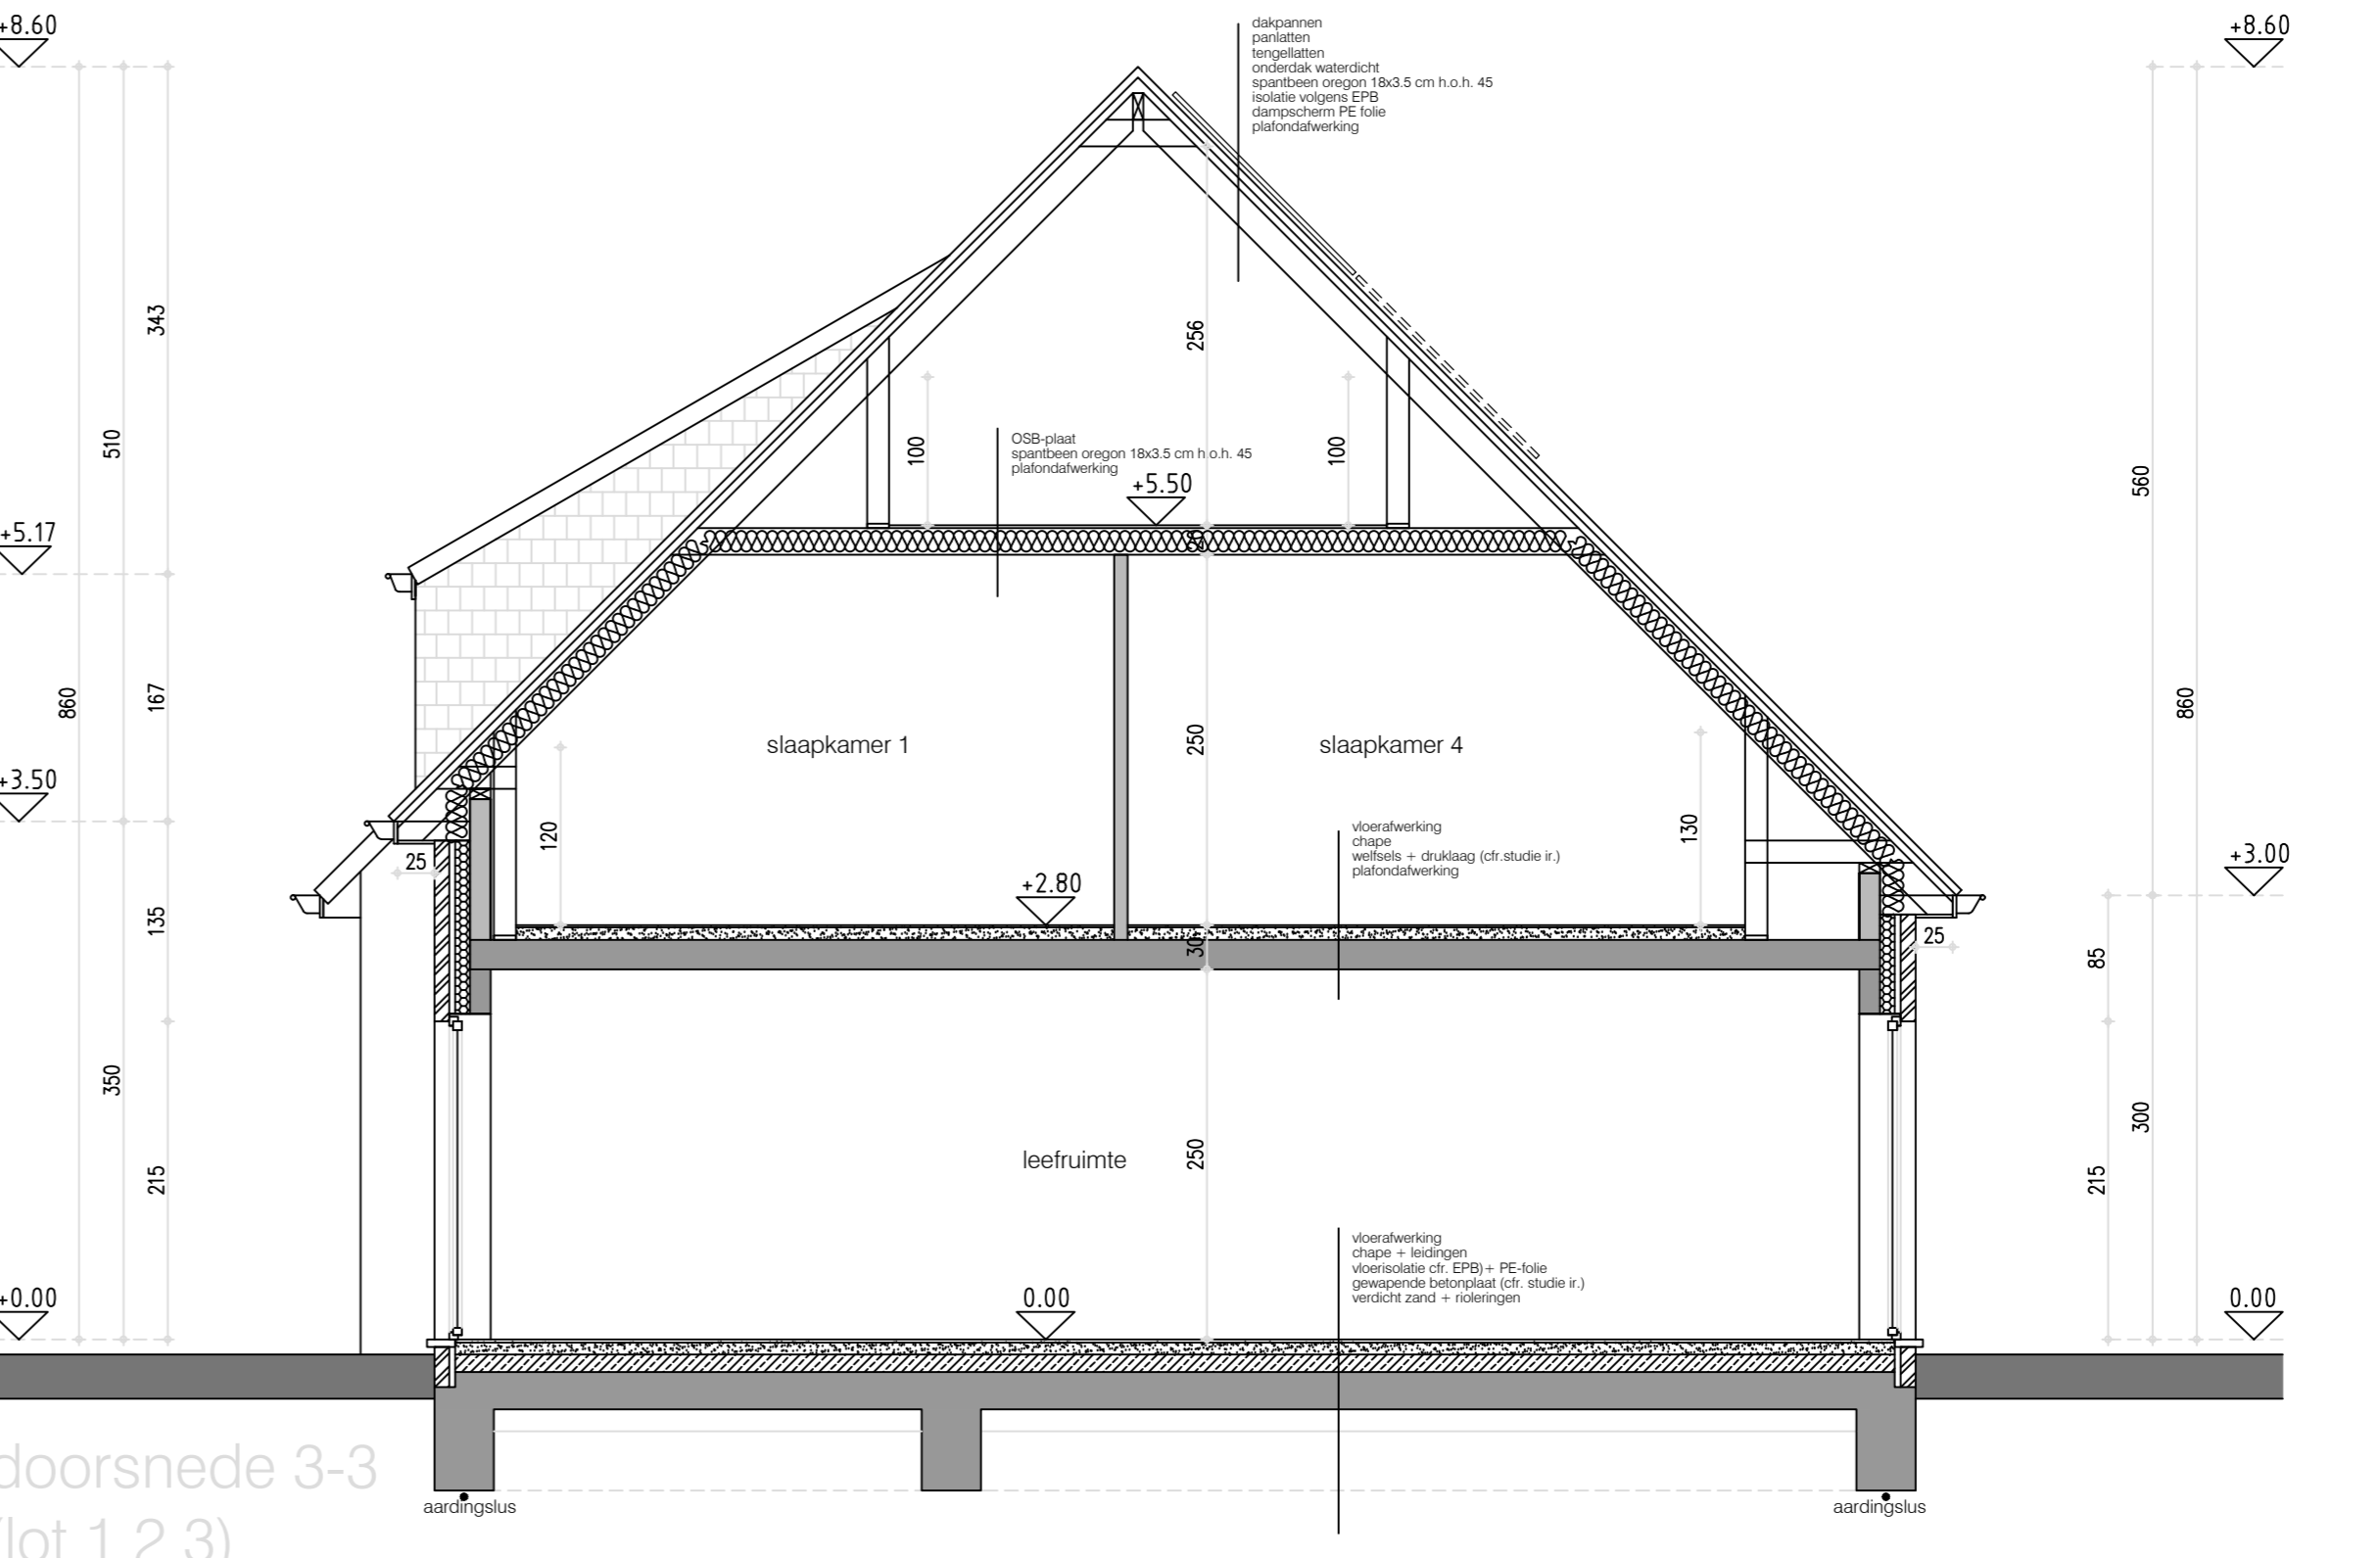 +8.60
+8.60
dakpannen
panlatten
tengellatten
onderdak waterdicht
spantbeen oregon 18x3.5 cm h.o.h. 45
isolatie volgens EPB
dampscherm PE folie
plafondafwerking
343
256
510
100
100
OSB-plaat
spantbeen oregon 18x3.5 cm h.o.h. 45
plafondafwerking
+5.50
560
+5.17
20
860
167
slaapkamer 1
250
slaapkamer 4
860
+3.50
120
130
vloerafwerking
chape
welfsels + druklaag (cfr.studie ir.)
plafondafwerking
25
+3.00
+2.80
135
30
25
85
350
300
215
leefruimte
250
215
vloerafwerking
chape + leidingen
vloerisolatie cfr. EPB)+ PE-folie
gewapende betonplaat (cfr. studie ir.)
verdicht zand + rioleringen
+0.00
0.00
0.00
doorsnede 3-3
(lot 1,2,3)
aardingslus
aardingslus